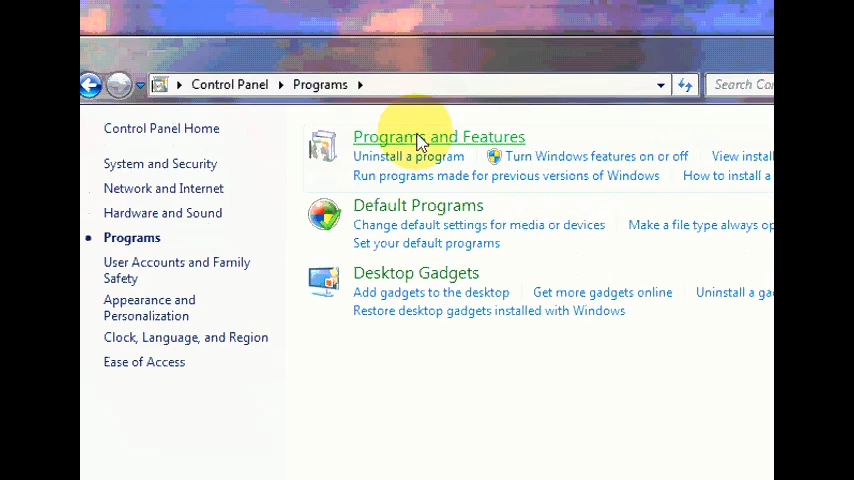 Control Panel Programs Search Co
Control Panel Home
System and Security
Network and Internet
Hardware and Sound
Programs
User Accounts and Family
Safety
Appearance and
Personalization
Clock, Language, and Region
Ease of Access
Programs and Features
Uninstall a program Turn Windows features on or off View instal
Run programs made for previous versions of Windows How to install a
Default Programs
Change default settings for media or devices Make a file type always op
Set your default programs
Desktop Gadgets
Add gadgets to the desktop Get more gadgets online Uninstall a ga
Restore desktop gadgets installed with Windows